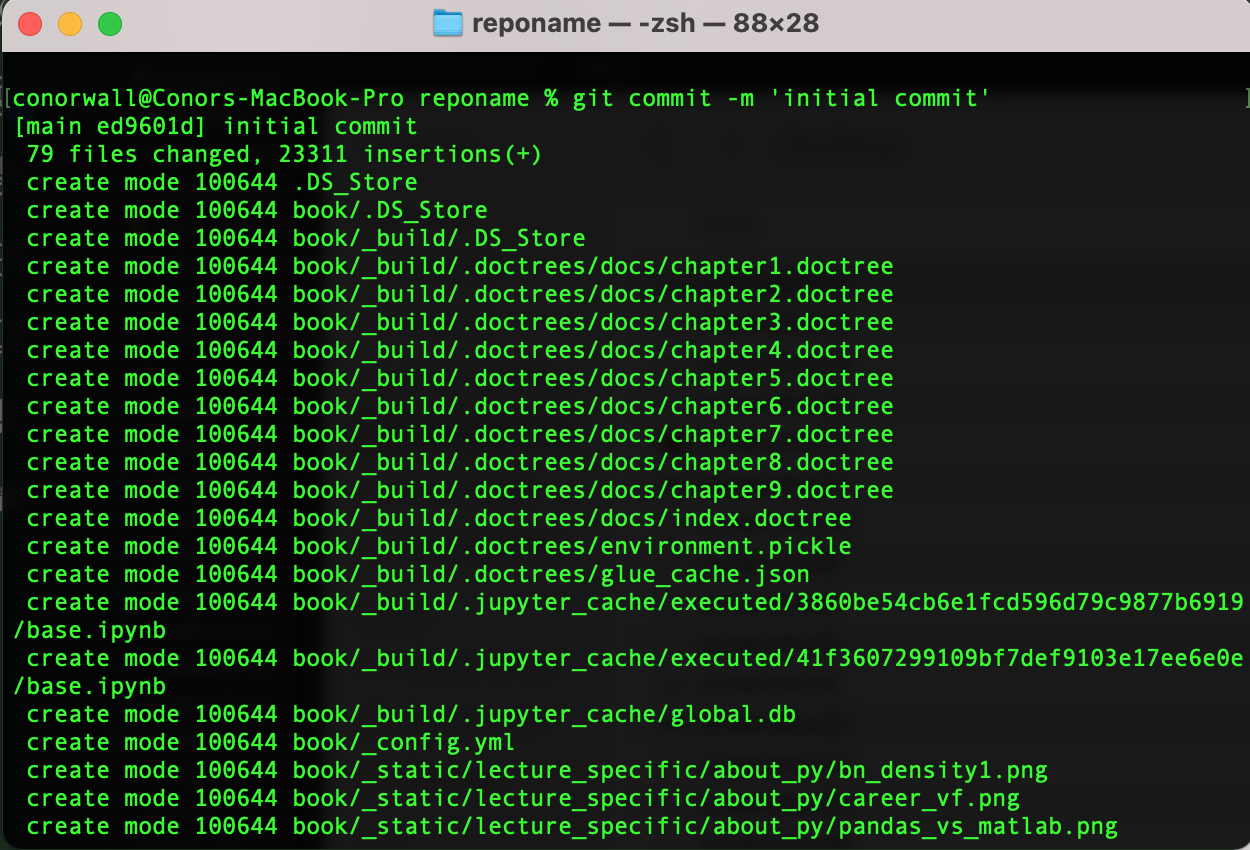 reponame — -zsh — 88×28
[conorwall@Conors-MacBook-Pro reponame % git commit -m 'initial commit' ]
[main ed9601d] initial commit
79 files changed, 23311 insertions(+)
create mode 100644 .DS_Store
create mode 100644 book/.DS_Store
create mode 100644 book/_build/.DS_Store
create mode 100644 book/_build/.doctrees/docs/chapter1.doctree
create mode 100644 book/_build/.doctrees/docs/chapter2.doctree
create mode 100644 book/_build/.doctrees/docs/chapter3.doctree
create mode 100644 book/_build/.doctrees/docs/chapter4.doctree
create mode 100644 book/_build/.doctrees/docs/chapter5.doctree
create mode 100644 book/_build/.doctrees/docs/chapter6.doctree
create mode 100644 book/_build/.doctrees/docs/chapter7.doctree
create mode 100644 book/_build/.doctrees/docs/chapter8.doctree
create mode 100644 book/_build/.doctrees/docs/chapter9.doctree
create mode 100644 book/_build/.doctrees/docs/index.doctree
create mode 100644 book/_build/.doctrees/environment.pickle
create mode 100644 book/_build/.doctrees/glue_cache.json
create mode 100644 book/_build/.jupyter_cache/executed/3860be54cb6e1fcd596d79c9877b6919
/base.ipynb
create mode 100644 book/_build/.jupyter_cache/executed/41f3607299109bf7def9103e17ee6e0e
/base.ipynb
create mode 100644 book/_build/.jupyter_cache/global.db
create mode 100644 book/_config.yml
create mode 100644 book/_static/lecture_specific/about_py/bn_density1.png
create mode 100644 book/_static/lecture_specific/about_py/career_vf.png
create mode 100644 book/_static/lecture_specific/about_py/pandas_vs_matlab.png